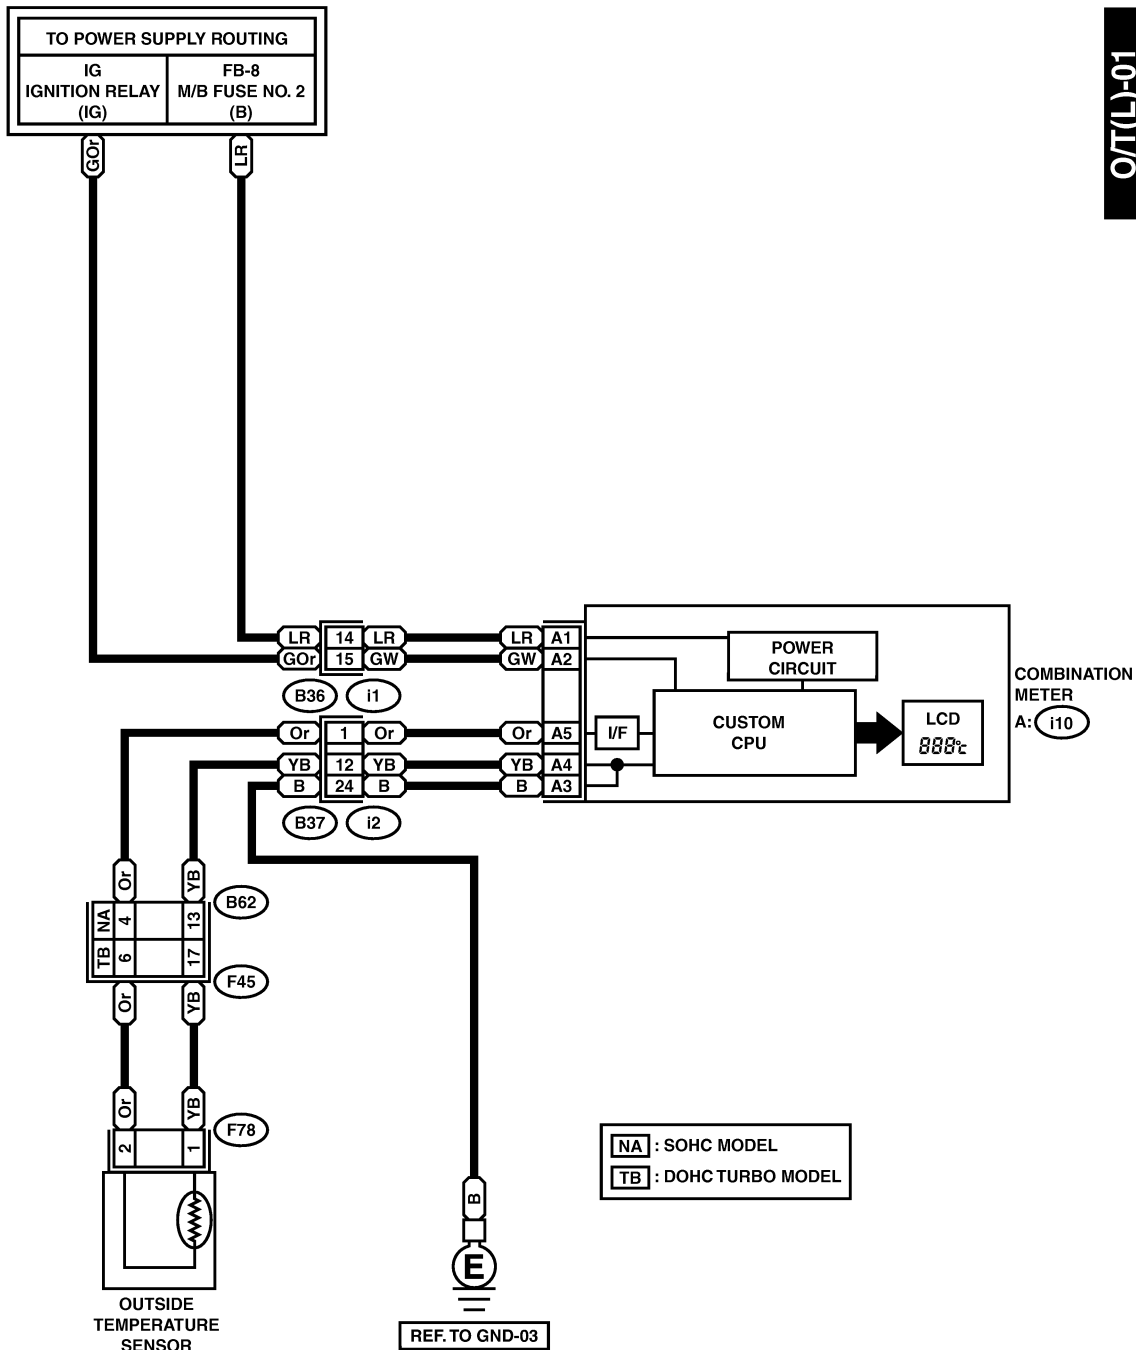 TO POWER SUPPLY ROUTING
IG
IGNITION RELAY
(IG)
FB-8
M/B FUSE NO. 2
(B)
O/T(L)-01
GOr
LR
LR 14 LR LR A1
GOr 15 GW GW A2
B36 i1
Or 1 Or Or A5
YB 12 YB YB A4
B 24 B B A3
B37 i2
POWER
CIRCUIT
CUSTOM
CPU
I/F
LCD
888°c
COMBINATION
METER
A: i10
Or YB
B62
NA 4 13
TB 6 17
F45
Or YB
Or YB
F78
2 1
OUTSIDE
TEMPERATURE
SENSOR
B
E
REF. TO GND-03
NA : SOHC MODEL
TB : DOHC TURBO MODEL